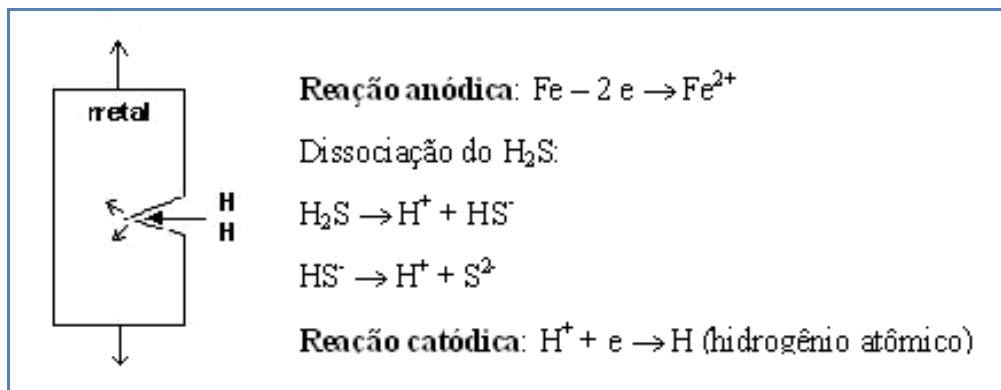 metal
H
H
Reação anódica: Fe – 2 e → Fe²⁺
Dissociação do H₂S:
H₂S → H⁺ + HS⁻
HS⁻ → H⁺ + S²⁻
Reação catódica: H⁺ + e → H (hidrogênio atômico)